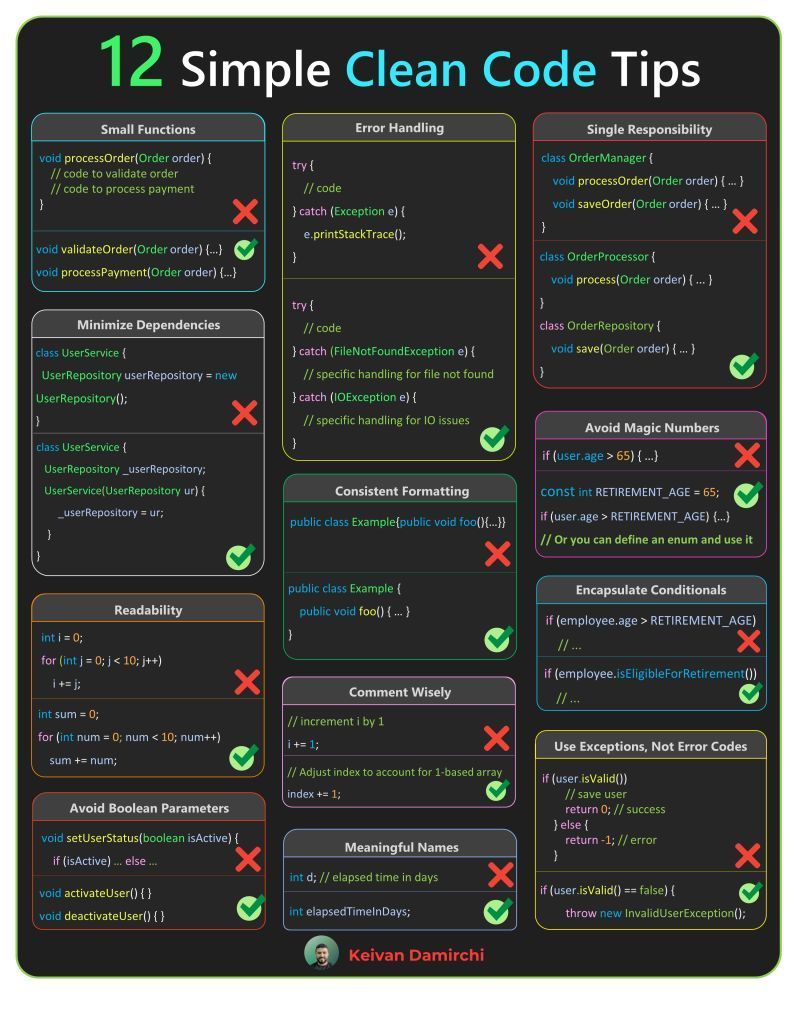 12 Simple Clean Code Tips
Small Functions
void processOrder(Order order) {
// code to validate order
// code to process payment
}
void validateOrder(Order order) {...}
void processPayment(Order order) {...}
Minimize Dependencies
class UserService {
UserRepository userRepository = new
UserRepository();
}
class UserService {
UserRepository _userRepository;
UserService(UserRepository ur) {
_userRepository = ur;
}
}
Readability
int i = 0;
for (int j = 0; j < 10; j++)
i += j;
int sum = 0;
for (int num = 0; num < 10; num++)
sum += num;
Avoid Boolean Parameters
void setUserStatus(boolean isActive) {
if (isActive) ... else ...
void activateUser() { }
void deactivateUser() { }
Error Handling
try {
// code
} catch (Exception e) {
e.printStackTrace();
}
try {
// code
} catch (FileNotFoundException e) {
// specific handling for file not found
} catch (IOException e) {
// specific handling for IO issues
}
Consistent Formatting
public class Example{public void foo(){...}}
public class Example {
public void foo() { ... }
}
Comment Wisely
// increment i by 1
i += 1;
// Adjust index to account for 1-based array
index += 1;
Meaningful Names
int d; // elapsed time in days
int elapsedTimeInDays;
Single Responsibility
class OrderManager {
void processOrder(Order order) { ... }
void saveOrder(Order order) { ... }
}
class OrderProcessor {
void process(Order order) { ... }
}
class OrderRepository {
void save(Order order) { ... }
}
Avoid Magic Numbers
if (user.age > 65) { ...}
const int RETIREMENT_AGE = 65;
if (user.age > RETIREMENT_AGE) {...}
// Or you can define an enum and use it
Encapsulate Conditionals
if (employee.age > RETIREMENT_AGE)
// ...
if (employee.isEligibleForRetirement())
// ...
Use Exceptions, Not Error Codes
if (user.isValid())
// save user
return 0; // success
} else {
return -1; // error
}
if (user.isValid() == false) {
throw new InvalidUserException();
Keivan Damirchi